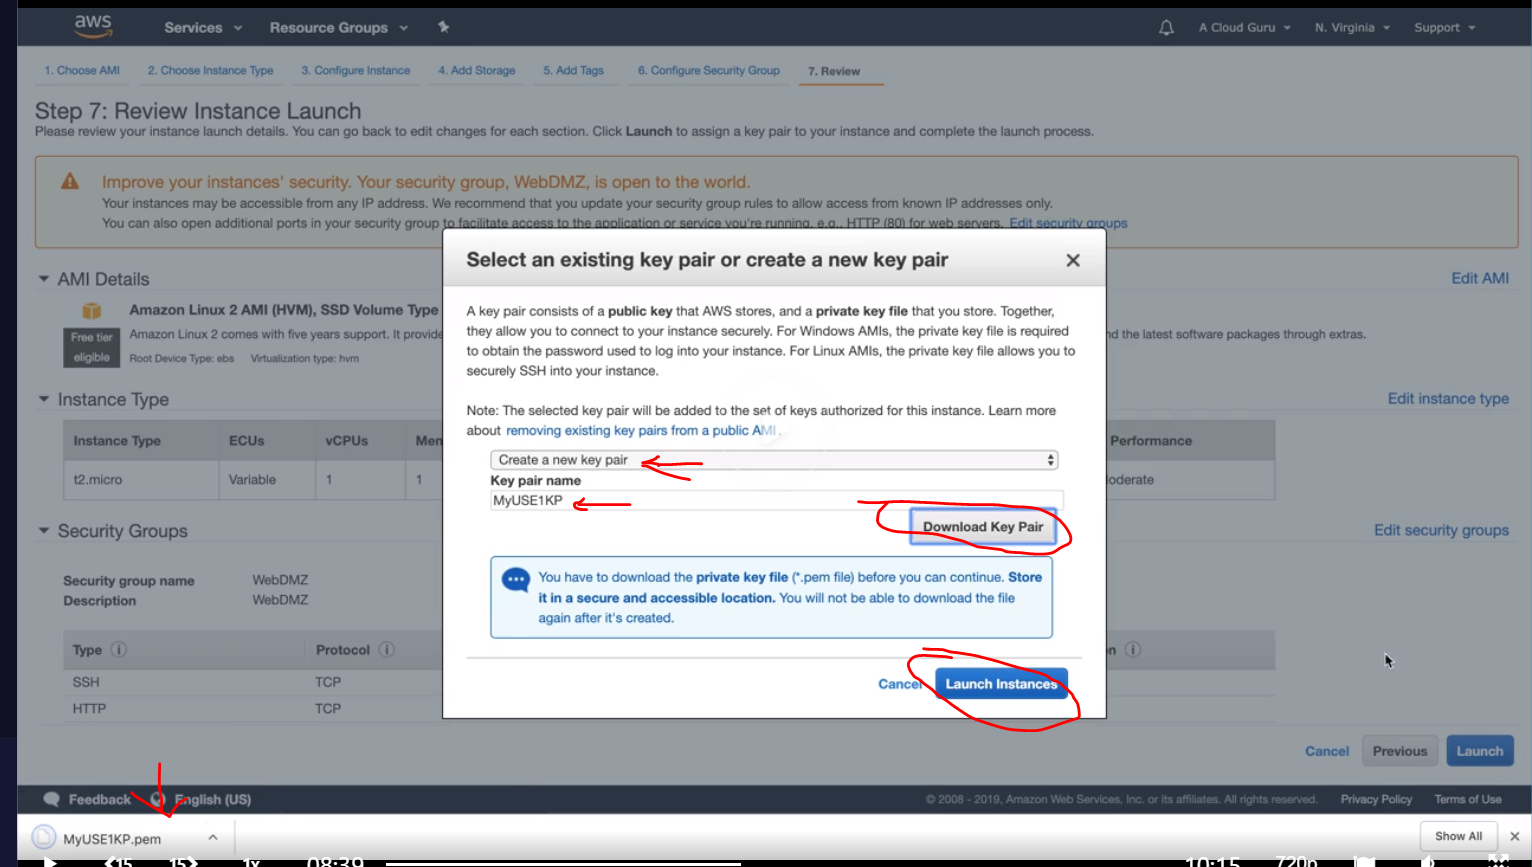 aws Services Resource Groups A Cloud Guru N. Virginia Support
1. Choose AMI 2. Choose Instance Type 3. Configure Instance 4. Add Storage 5. Add Tags 6. Configure Security Group 7. Review
Step 7: Review Instance Launch
Please review your instance launch details. You can go back to edit changes for each section. Click Launch to assign a key pair to your instance and complete the launch process.
Improve your instances' security. Your security group, WebDMZ, is open to the world.
Your instances may be accessible from any IP address. We recommend that you update your security group rules to allow access from known IP addresses only.
You can also open additional ports in your security group to facilitate access to the application or service you're running, e.g., HTTP (80) for web servers. Edit security groups
Select an existing key pair or create a new key pair
A key pair consists of a public key that AWS stores, and a private key file that you store. Together,
they allow you to connect to your instance securely. For Windows AMIs, the private key file is required
to obtain the password used to log into your instance. For Linux AMIs, the private key file allows you to
securely SSH into your instance.
Note: The selected key pair will be added to the set of keys authorized for this instance. Learn more
about removing existing key pairs from a public AMI.
Create a new key pair
Key pair name
MyUSE1KP
Download Key Pair
You have to download the private key file (*.pem file) before you can continue. Store
it in a secure and accessible location. You will not be able to download the file
again after it's created.
Cancel Launch Instances
AMI Details Edit AMI
Amazon Linux 2 AMI (HVM), SSD Volume Type
Free tier
eligible
Amazon Linux 2 comes with five years support. It provide nd the latest software packages through extras.
Root Device Type: ebs Virtualization type: hvm
Instance Type Edit instance type
Instance Type ECUs vCPUs Men Performance
t2.micro Variable 1 1 oderate
Security Groups Edit security groups
Security group name WebDMZ
Description WebDMZ
Type Protocol n
SSH TCP
HTTP TCP
Cancel Previous Launch
Feedback English (US) © 2008 - 2019, Amazon Web Services, Inc. or its affiliates. All rights reserved. Privacy Policy Terms of Use
MyUSE1KP.pem Show All
15 15 1x 08:39 10:15 720p